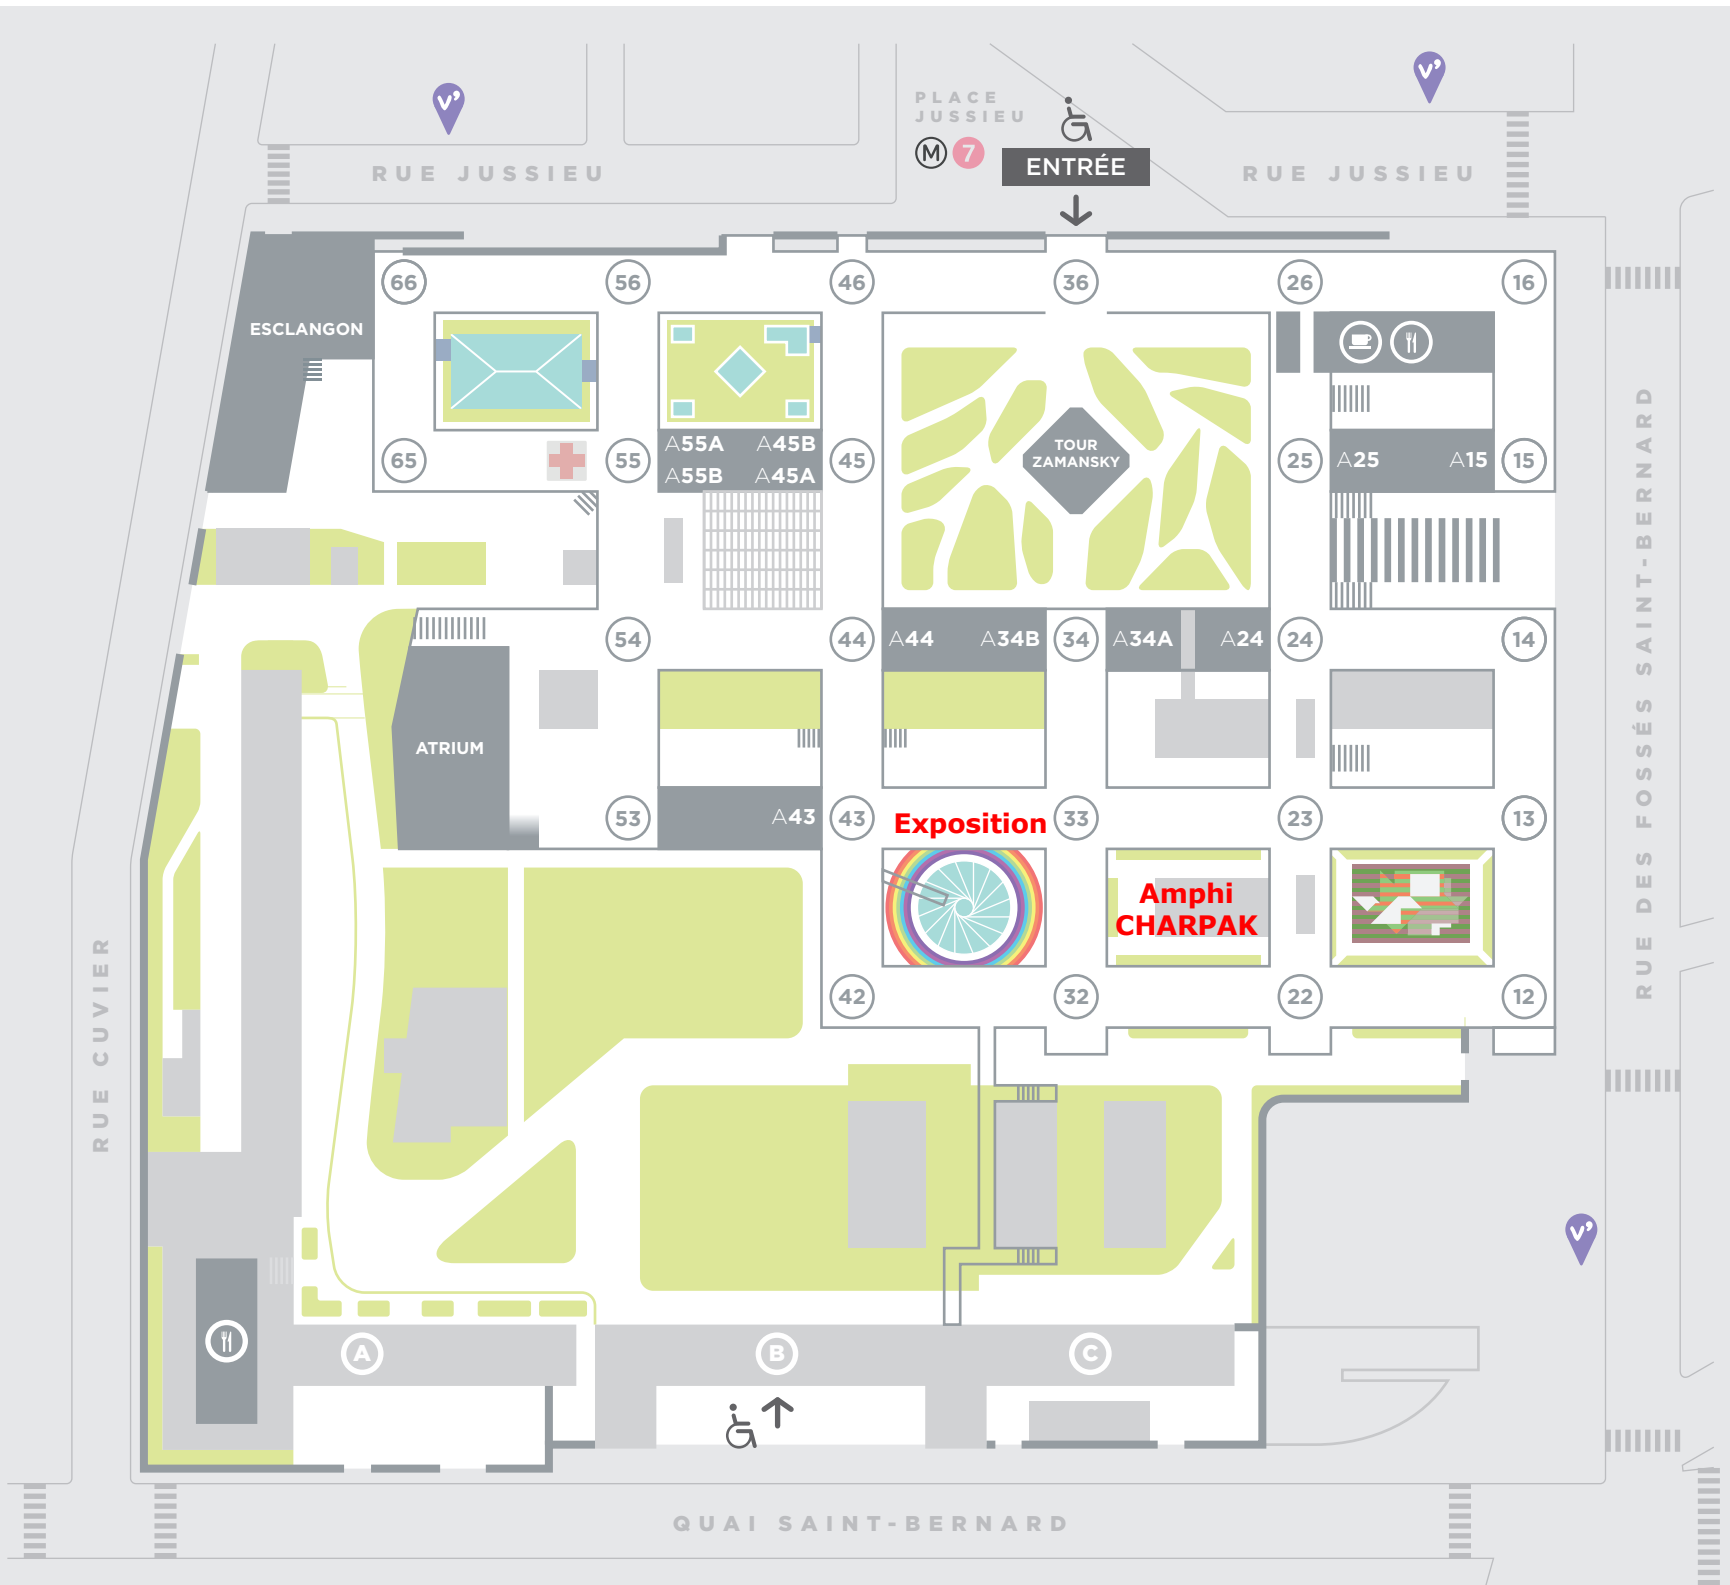 PLACE
JUSSIEU
M 7
ENTRÉE
V'
V'
RUE JUSSIEU
RUE JUSSIEU
66
56
46
36
26
16
ESCLANGON
65
55
A55A A45B
A55B A45A
45
TOUR
ZAMANSKY
25
A25 A15
15
54
44
A44 A34B
34
A34A A24
24
14
ATRIUM
53
A43
43
Exposition
33
23
13
Amphi
CHARPAK
42
32
22
12
RUE CUVIER
RUE DES FOSSÉS SAINT-BERNARD
V'
A
B
C
QUAI SAINT-BERNARD